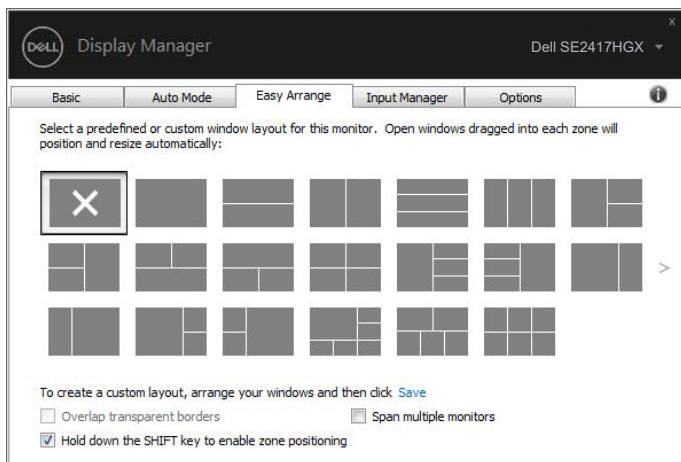 x
DELL
Display Manager
Dell SE2417HGX
Basic
Auto Mode
Easy Arrange
Input Manager
Options
i
Select a predefined or custom window layout for this monitor. Open windows dragged into each zone will
position and resize automatically:
>
To create a custom layout, arrange your windows and then click Save
Overlap transparent borders
Span multiple monitors
Hold down the SHIFT key to enable zone positioning